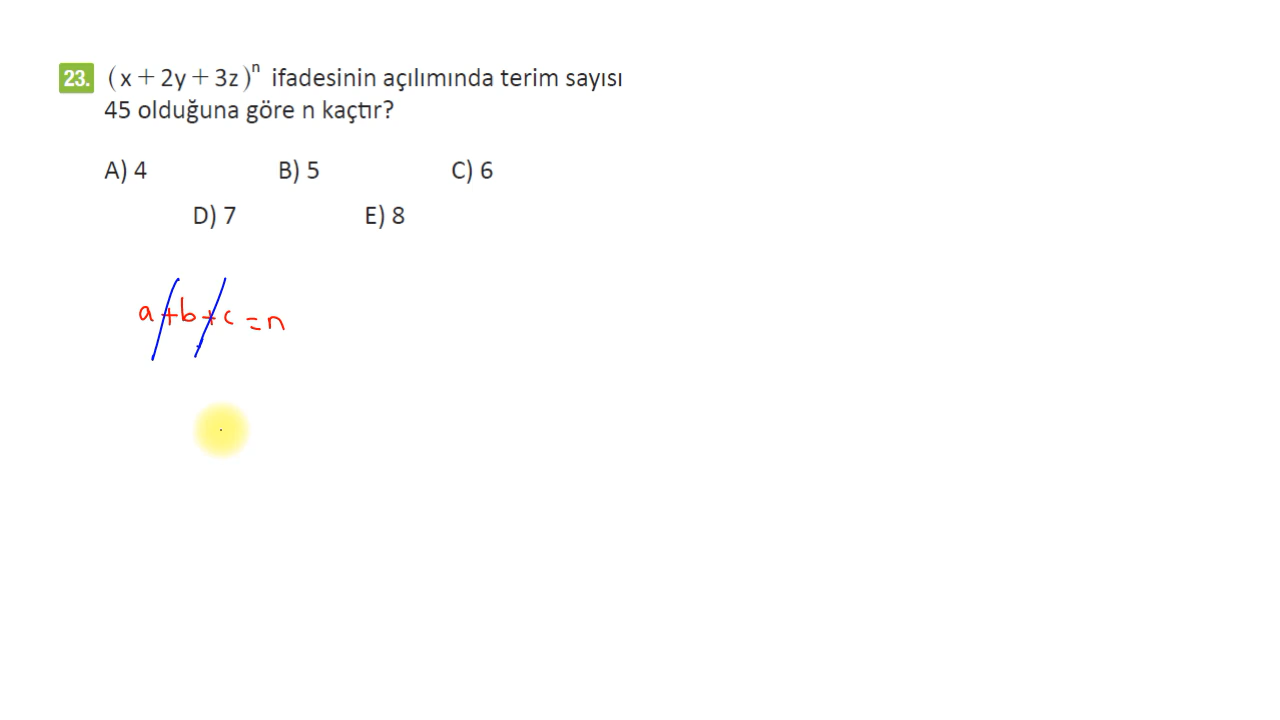 23. (x + 2y + 3z)ⁿ ifadesinin açılımında terim sayısı
45 olduğuna göre n kaçtır?
A) 4 B) 5 C) 6
D) 7 E) 8
a+b+c=n